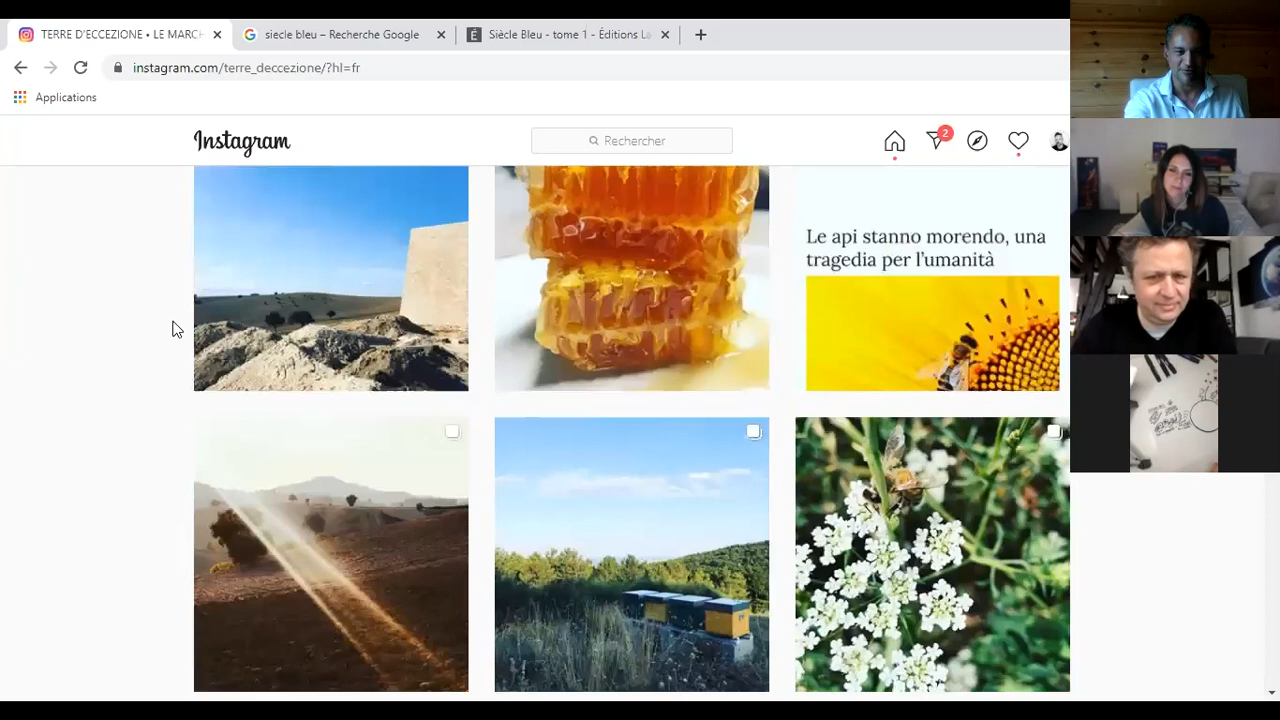 TERRE D'ECCEZIONE • LE MARCH
siecle bleu – Recherche Google
Siècle Bleu - tome 1 - Éditions La
instagram.com/terre_deccezione/?hl=fr
Applications
Instagram
Rechercher
2
Le api stanno morendo, una
tragedia per l'umanità